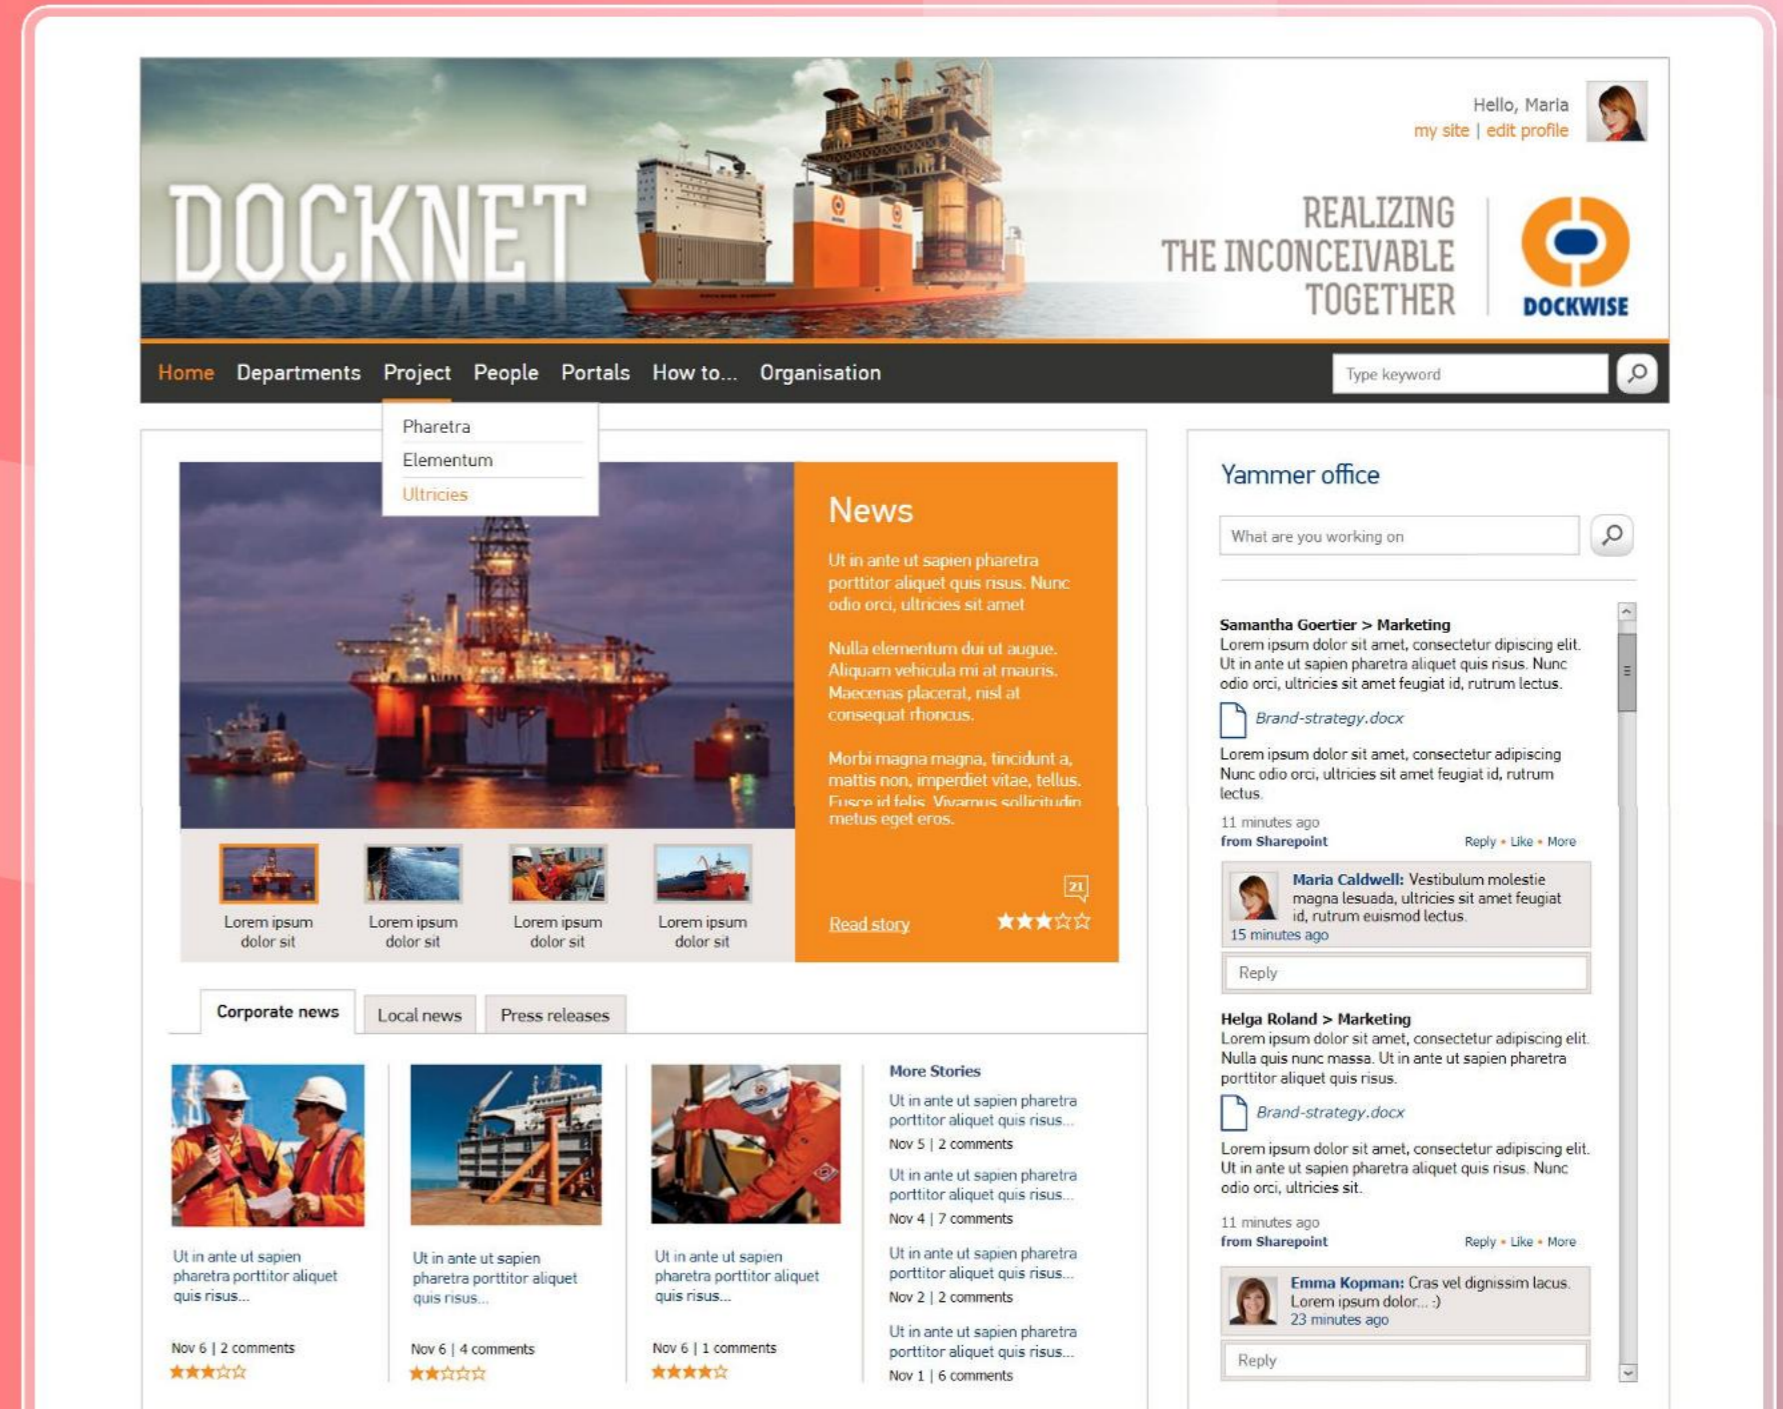 DOCKNET
Hello, Maria
my site | edit profile
REALIZING
THE INCONCEIVABLE
TOGETHER
DOCKWISE
Home Departments Project People Portals How to... Organisation
Type keyword
Pharetra
Elementum
Ultricies
News
Ut in ante ut sapien pharetra
porttitor aliquet quis risus. Nunc
odio orci, ultricies sit amet
Nulla elementum dui ut augue.
Aliquam vehicula mi at mauris.
Maecenas placerat, nisl at
consequat rhoncus.
Morbi magna magna, tincidunt a,
mattis non, imperdiet vitae, tellus.
Fusce id felis. Vivamus sollicitudin
metus eget eros.
21
Read story
Lorem ipsum
dolor sit
Lorem ipsum
dolor sit
Lorem ipsum
dolor sit
Lorem ipsum
dolor sit
Corporate news
Local news
Press releases
Ut in ante ut sapien
pharetra porttitor aliquet
quis risus...
Nov 6 | 2 comments
Ut in ante ut sapien
pharetra porttitor aliquet
quis risus...
Nov 6 | 4 comments
Ut in ante ut sapien
pharetra porttitor aliquet
quis risus...
Nov 6 | 1 comments
More Stories
Ut in ante ut sapien pharetra
porttitor aliquet quis risus...
Nov 5 | 2 comments
Ut in ante ut sapien pharetra
porttitor aliquet quis risus...
Nov 4 | 7 comments
Ut in ante ut sapien pharetra
porttitor aliquet quis risus...
Nov 2 | 2 comments
Ut in ante ut sapien pharetra
porttitor aliquet quis risus...
Nov 1 | 6 comments
Yammer office
What are you working on
Samantha Goertier > Marketing
Lorem ipsum dolor sit amet, consectetur dipiscing elit.
Ut in ante ut sapien pharetra aliquet quis risus. Nunc
odio orci, ultricies sit amet feugiat id, rutrum lectus.
Brand-strategy.docx
Lorem ipsum dolor sit amet, consectetur adipiscing
Nunc odio orci, ultricies sit amet feugiat id, rutrum
lectus.
11 minutes ago
from Sharepoint
Reply • Like • More
Maria Caldwell: Vestibulum molestie
magna lesuada, ultricies sit amet feugiat
id, rutrum euismod lectus.
15 minutes ago
Reply
Helga Roland > Marketing
Lorem ipsum dolor sit amet, consectetur adipiscing elit.
Nulla quis nunc massa. Ut in ante ut sapien pharetra
porttitor aliquet quis risus.
Brand-strategy.docx
Lorem ipsum dolor sit amet, consectetur adipiscing elit.
Ut in ante ut sapien pharetra aliquet quis risus. Nunc
odio orci, ultricies sit.
11 minutes ago
from Sharepoint
Reply • Like • More
Emma Kopman: Cras vel dignissim lacus.
Lorem ipsum dolor... :)
23 minutes ago
Reply